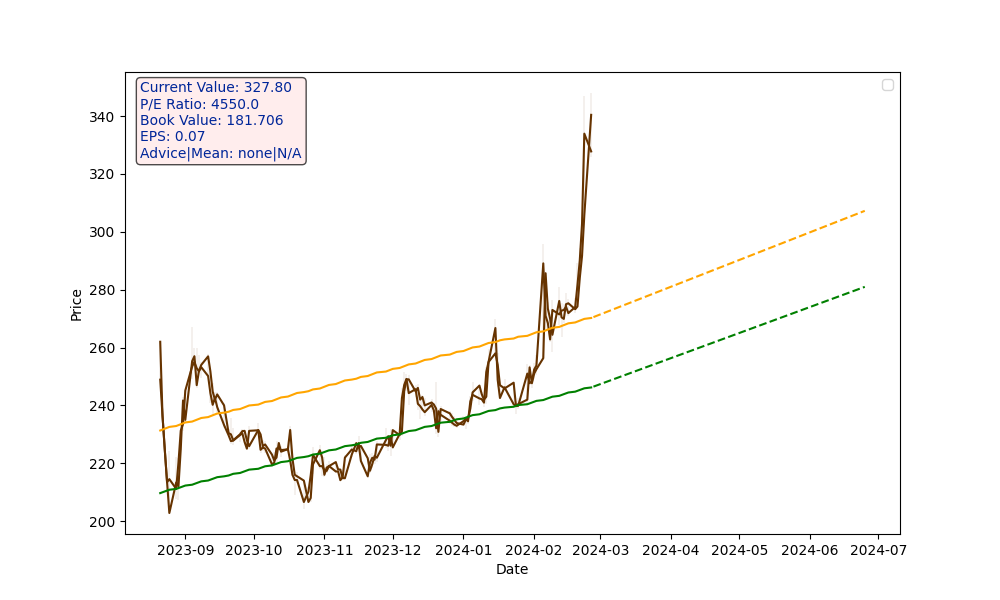 Current Value: 327.80
P/E Ratio: 4550.0
Book Value: 181.706
EPS: 0.07
Advice|Mean: none|N/A
340
320
300
280
260
240
220
200
Price
2023-09 2023-10 2023-11 2023-12 2024-01 2024-02 2024-03 2024-04 2024-05 2024-06 2024-07
Date